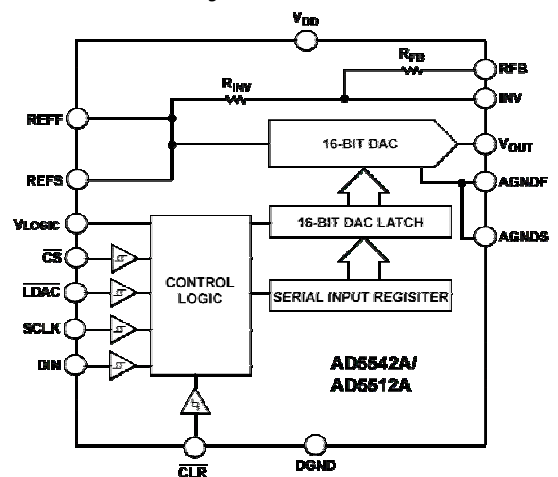 VDD
RFB
RFB
RINV
INV
REFF
16-BIT DAC
VOUT
REFS
AGNDF
VLOGIC
16-BIT DAC LATCH
AGNDS
CS
CONTROL
LOGIC
LDAC
SERIAL INPUT REGISITER
SCLK
DIN
AD5542A/
AD5512A
CLR
DGND